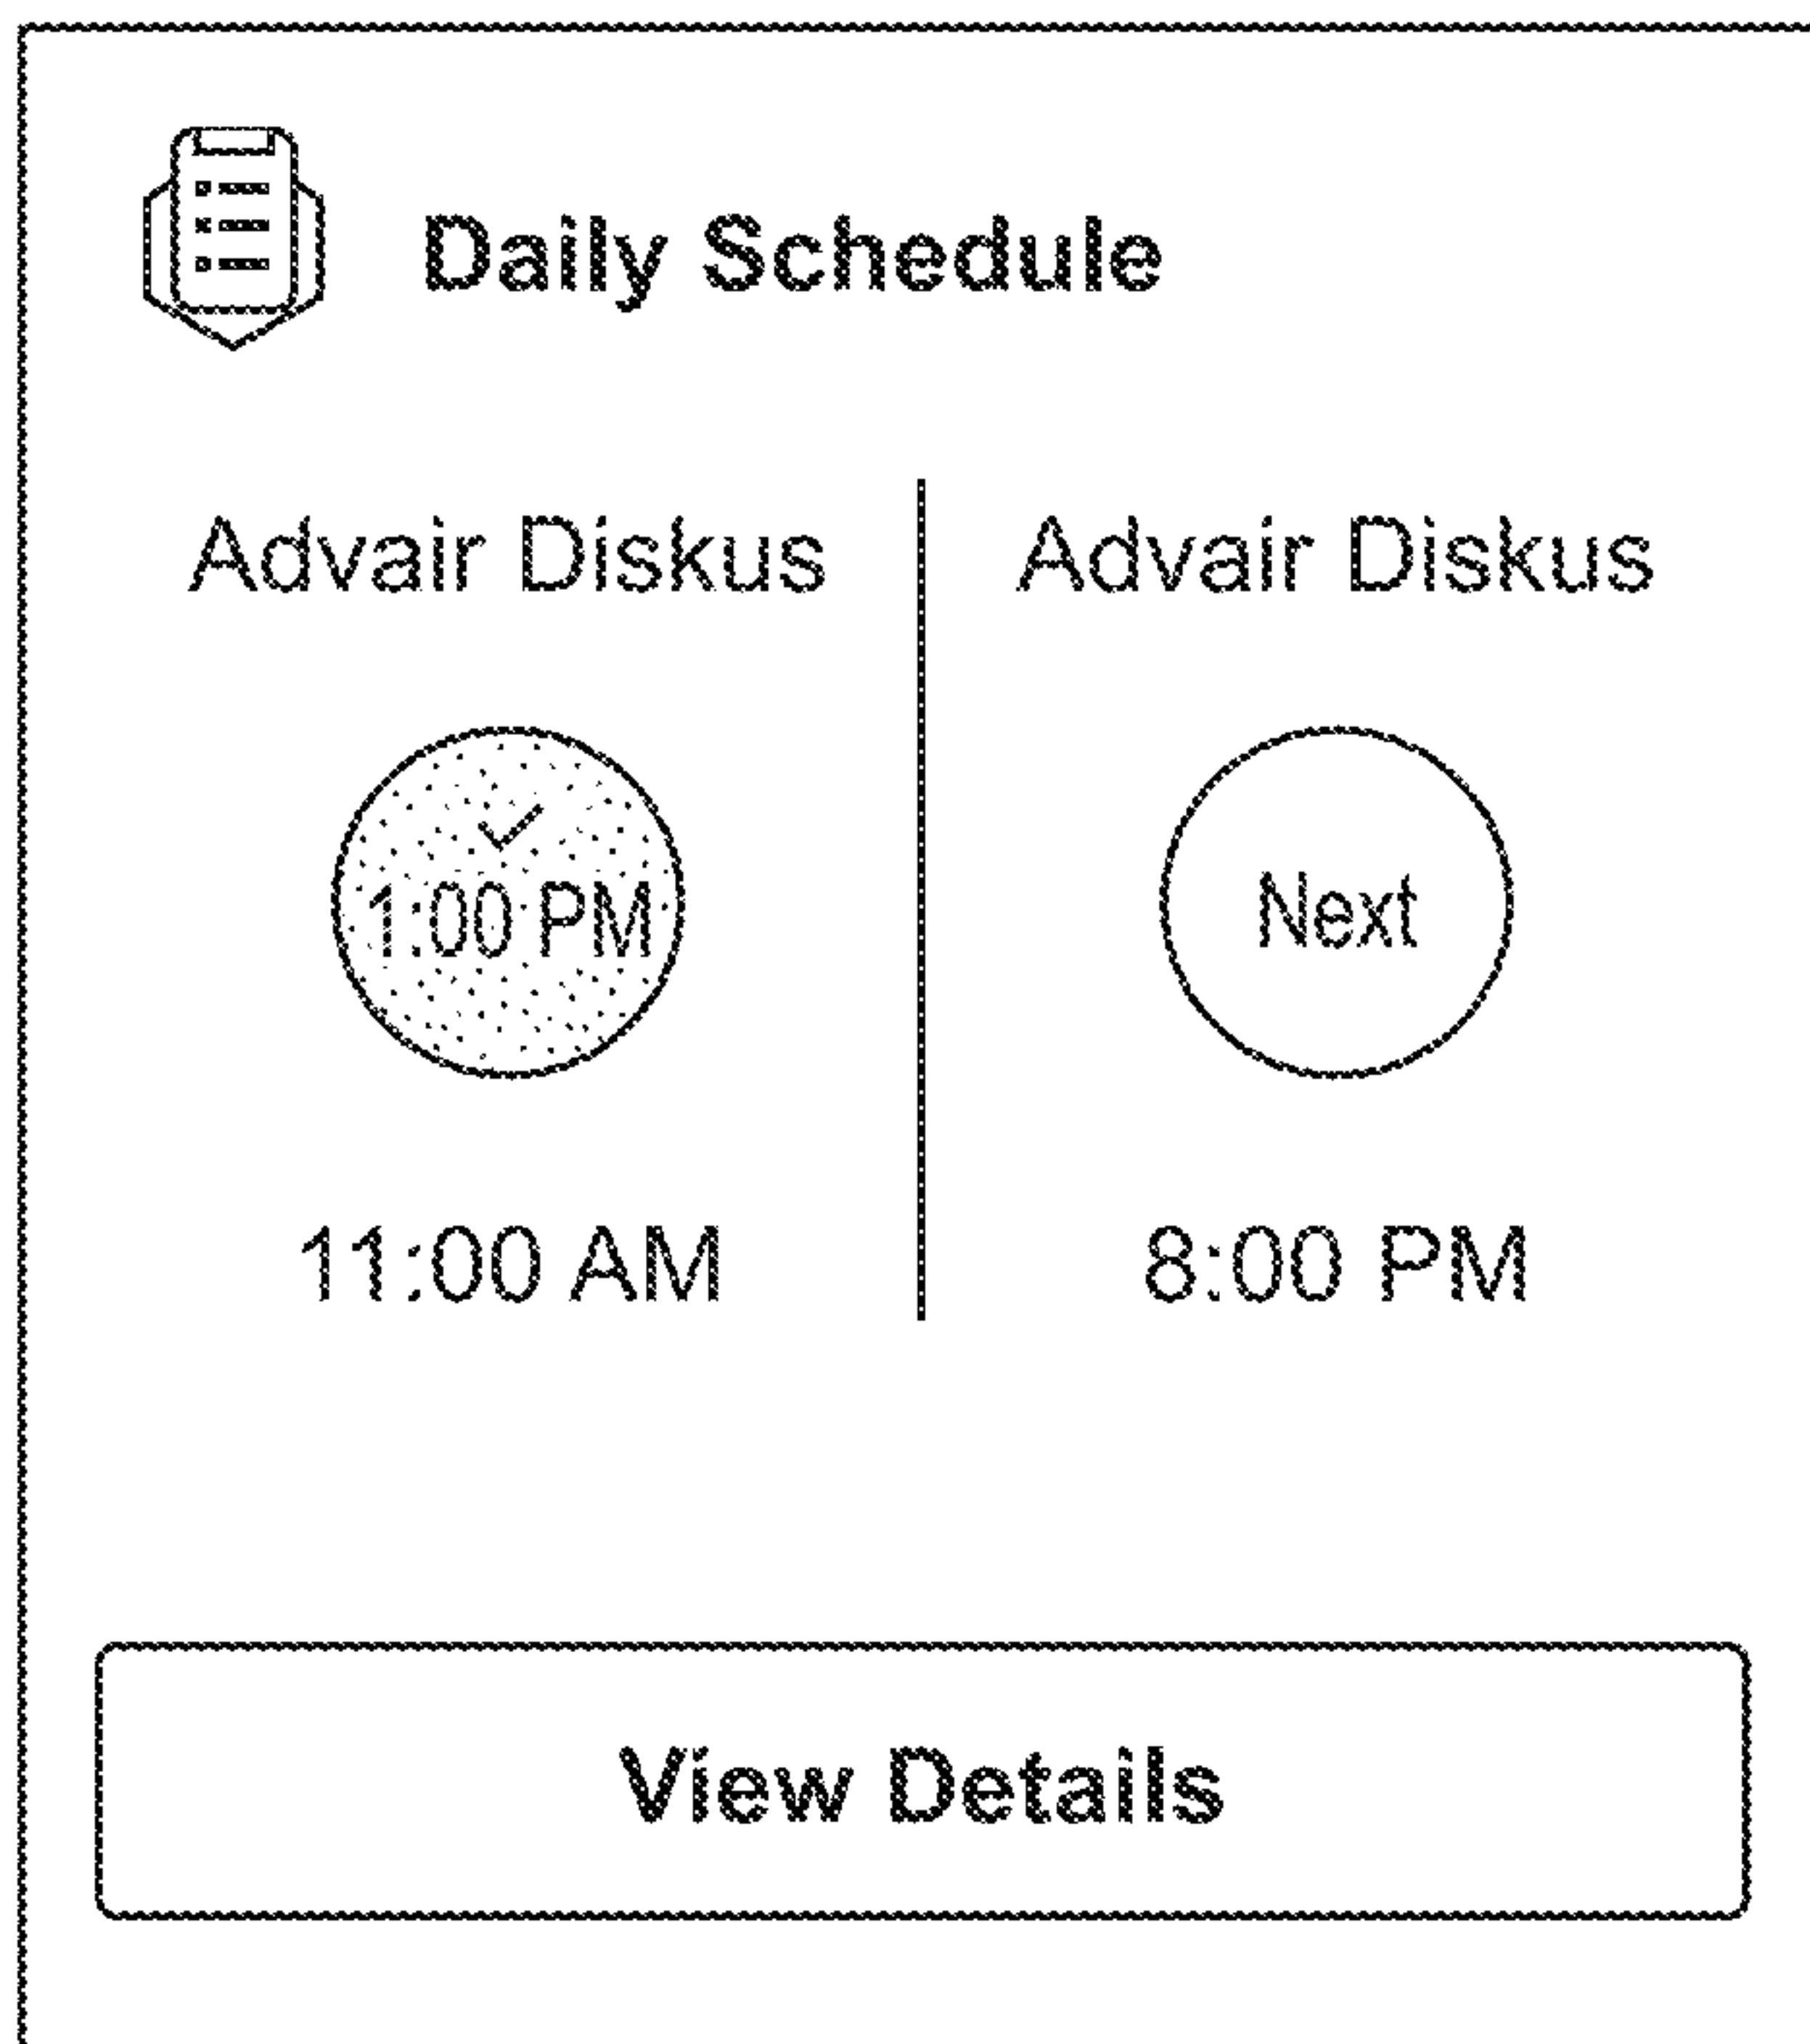 Daily Schedule
Advair Diskus
1:00 PM
11:00 AM
Advair Diskus
Next
8:00 PM
View Details